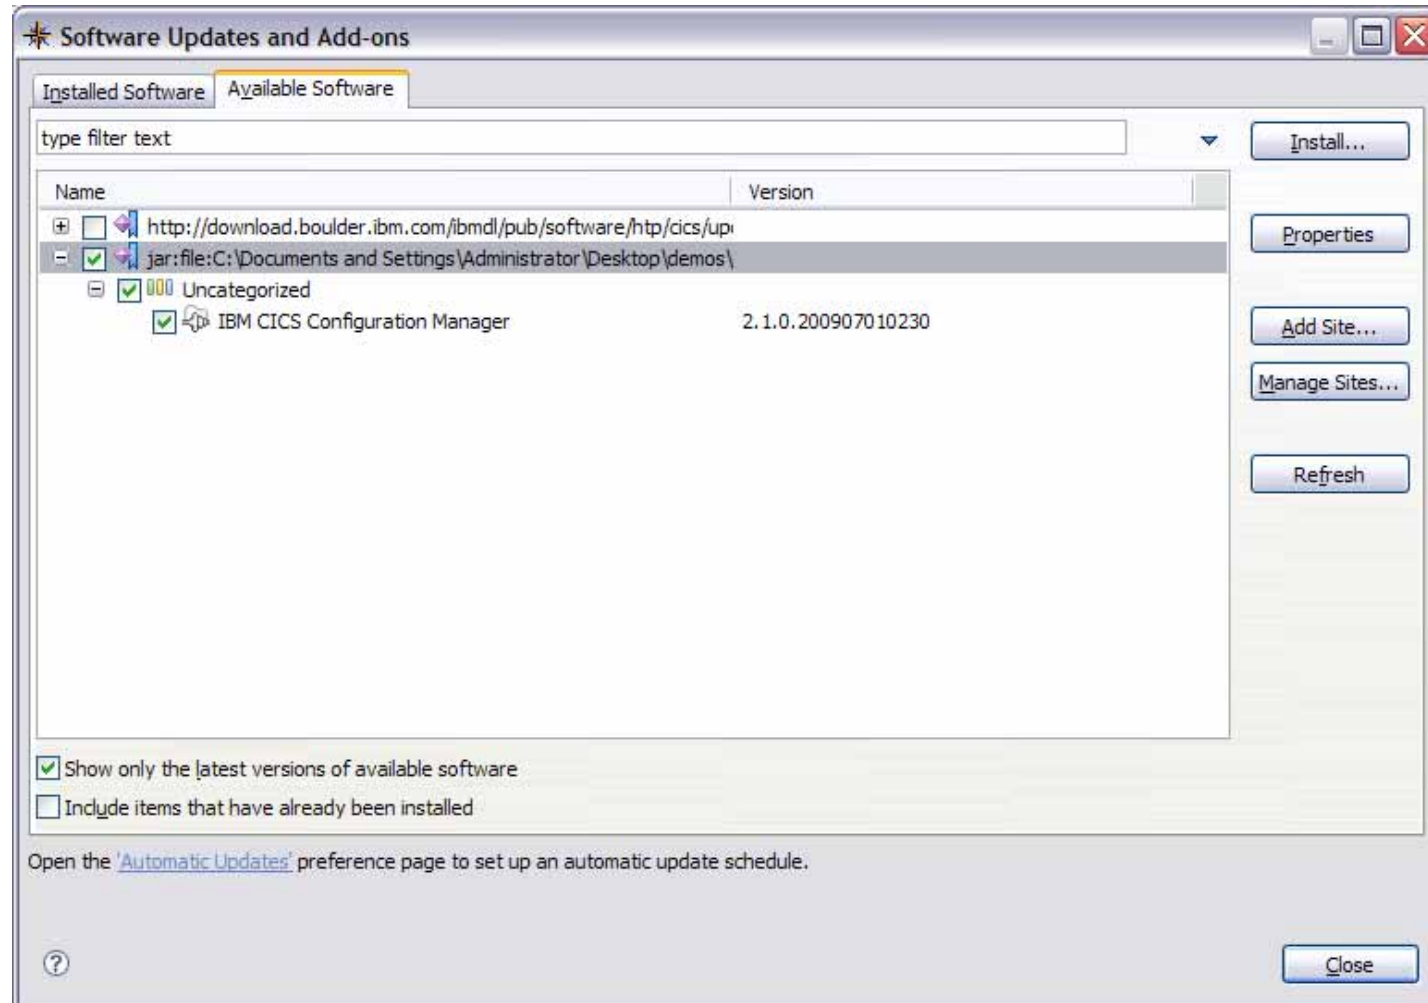 Software Updates and Add-ons
Installed Software
Available Software
type filter text
Install...
Name
Version
http://download.boulder.ibm.com/ibmdl/pub/software/htp/cics/up
Properties
jar:file:C:\Documents and Settings\Administrator\Desktop\demos\
Uncategorized
IBM CICS Configuration Manager
2.1.0.200907010230
Add Site...
Manage Sites...
Refresh
Show only the latest versions of available software
Include items that have already been installed
Open the 'Automatic Updates' preference page to set up an automatic update schedule.
Close